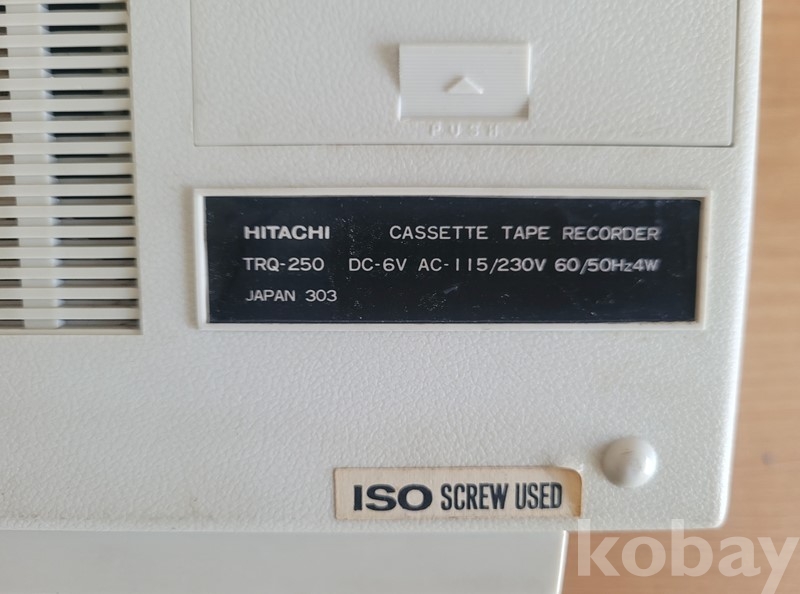 PUSH
HITACHI CASSETTE TAPE RECORDER
TRQ-250 DC-6V AC-115/230V 60/50Hz4W
JAPAN 303
ISO SCREW USED
kobay